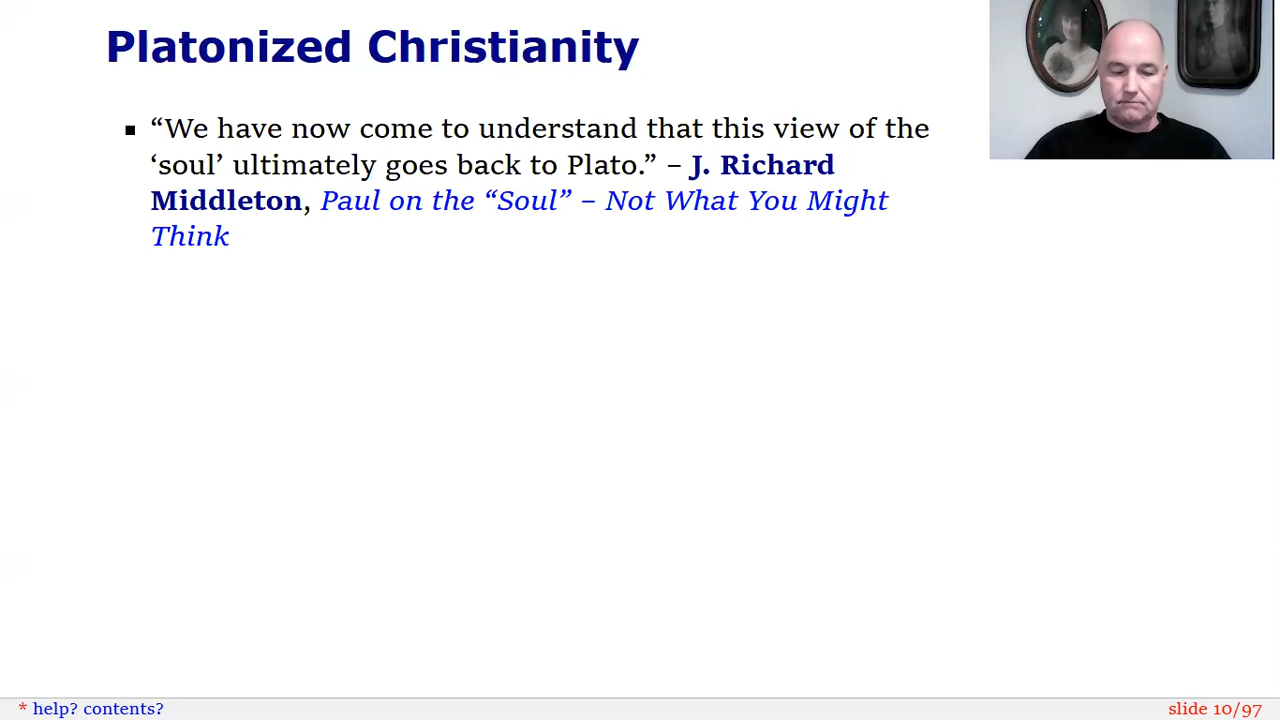 Platonized Christianity
▪ “We have now come to understand that this view of the
‘soul’ ultimately goes back to Plato.” – J. Richard
Middleton, Paul on the “Soul” – Not What You Might
Think
* help? contents?
slide 10/97